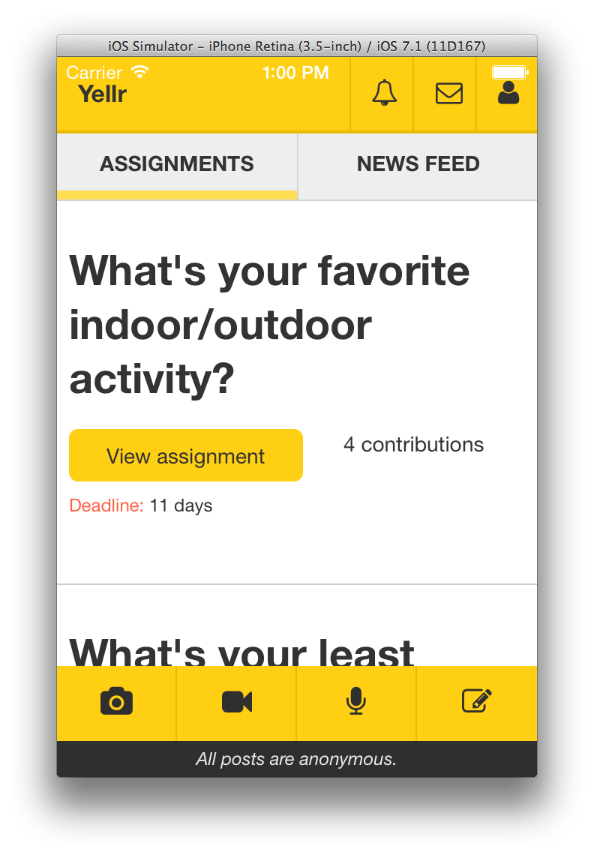 iOS Simulator - iPhone Retina (3.5-inch) / iOS 7.1 (11D167)
Carrier 1:00 PM
Yellr
ASSIGNMENTS NEWS FEED
What's your favorite
indoor/outdoor
activity?
View assignment 4 contributions
Deadline: 11 days
What's your least
All posts are anonymous.